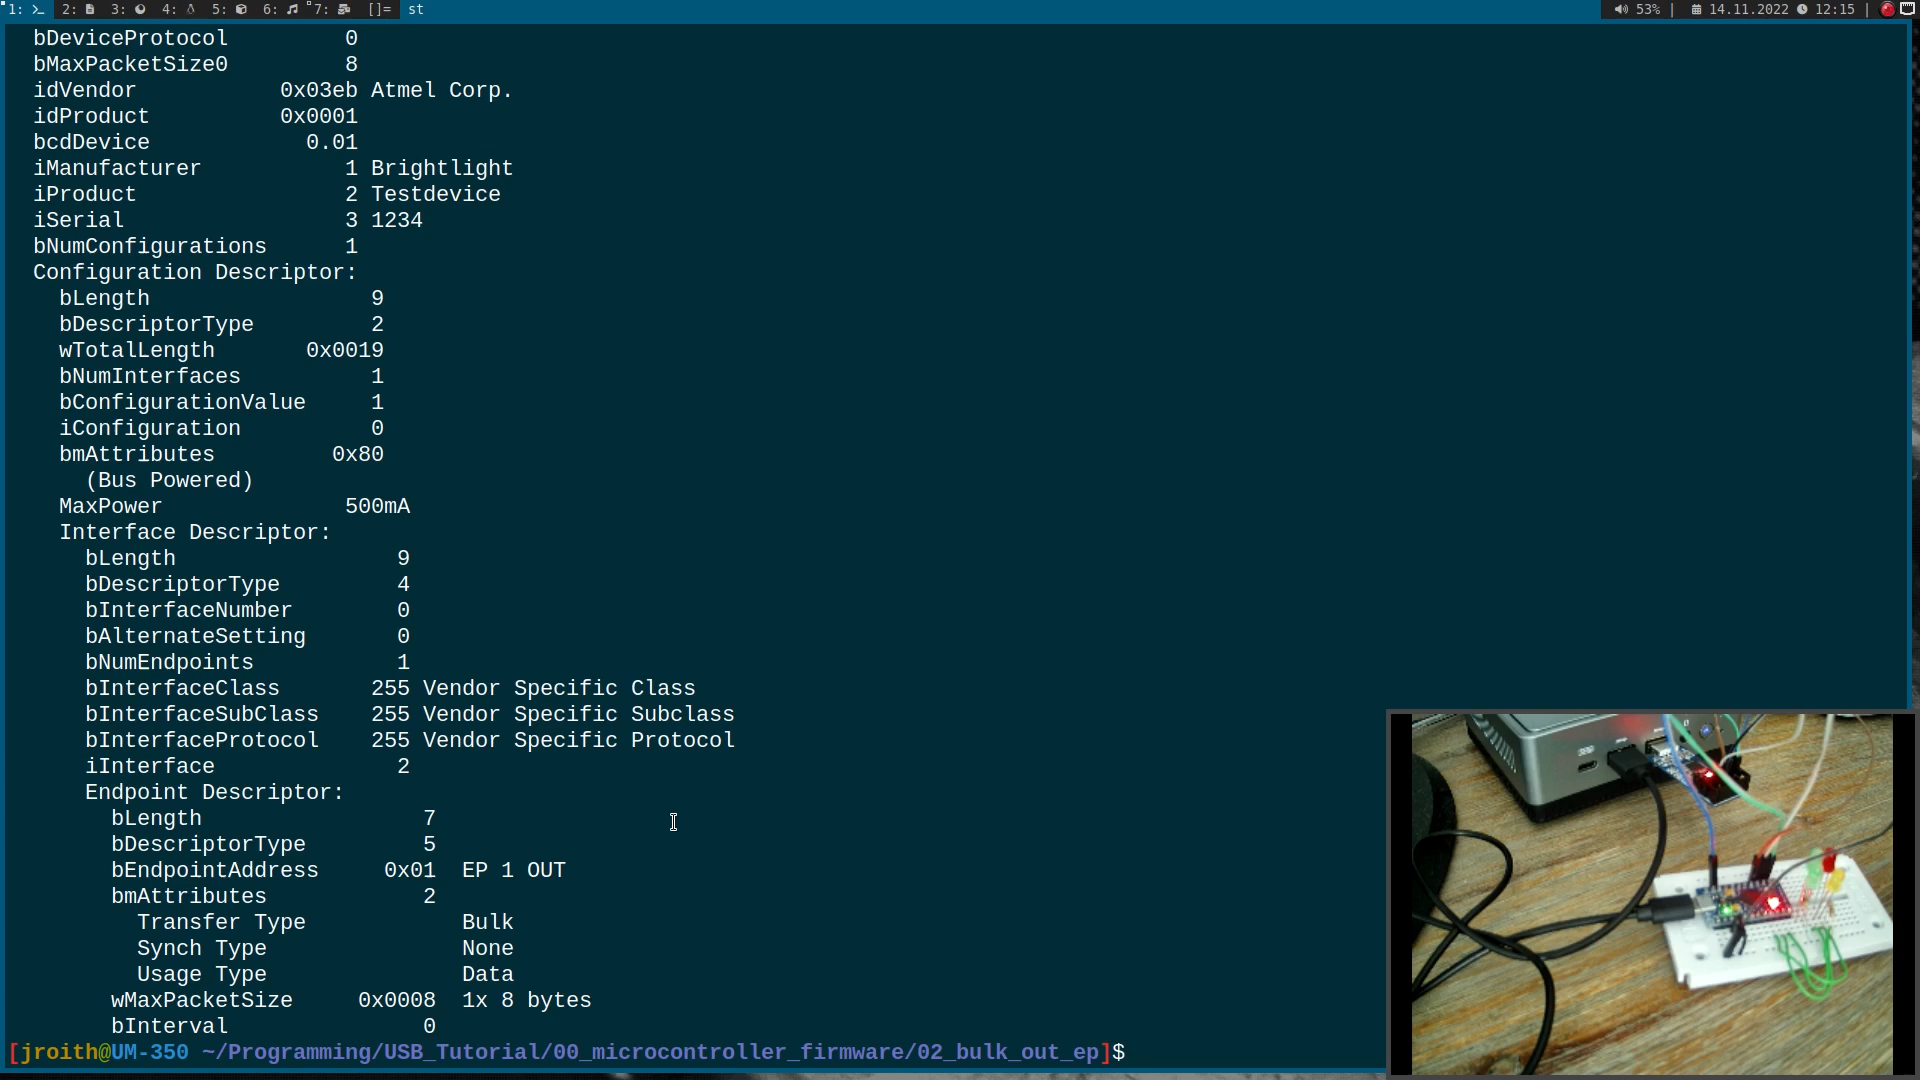 1: 2: 3: 4: 5: 6: 7: []= st 53% | 14.11.2022 12:15 |
bDeviceProtocol 0
bMaxPacketSize0 8
idVendor 0x03eb Atmel Corp.
idProduct 0x0001
bcdDevice 0.01
iManufacturer 1 Brightlight
iProduct 2 Testdevice
iSerial 3 1234
bNumConfigurations 1
Configuration Descriptor:
bLength 9
bDescriptorType 2
wTotalLength 0x0019
bNumInterfaces 1
bConfigurationValue 1
iConfiguration 0
bmAttributes 0x80
(Bus Powered)
MaxPower 500mA
Interface Descriptor:
bLength 9
bDescriptorType 4
bInterfaceNumber 0
bAlternateSetting 0
bNumEndpoints 1
bInterfaceClass 255 Vendor Specific Class
bInterfaceSubClass 255 Vendor Specific Subclass
bInterfaceProtocol 255 Vendor Specific Protocol
iInterface 2
Endpoint Descriptor:
bLength 7
bDescriptorType 5
bEndpointAddress 0x01 EP 1 OUT
bmAttributes 2
Transfer Type Bulk
Synch Type None
Usage Type Data
wMaxPacketSize 0x0008 1x 8 bytes
bInterval 0
[jroith@UM-350 ~/Programming/USB_Tutorial/00_microcontroller_firmware/02_bulk_out_ep]$